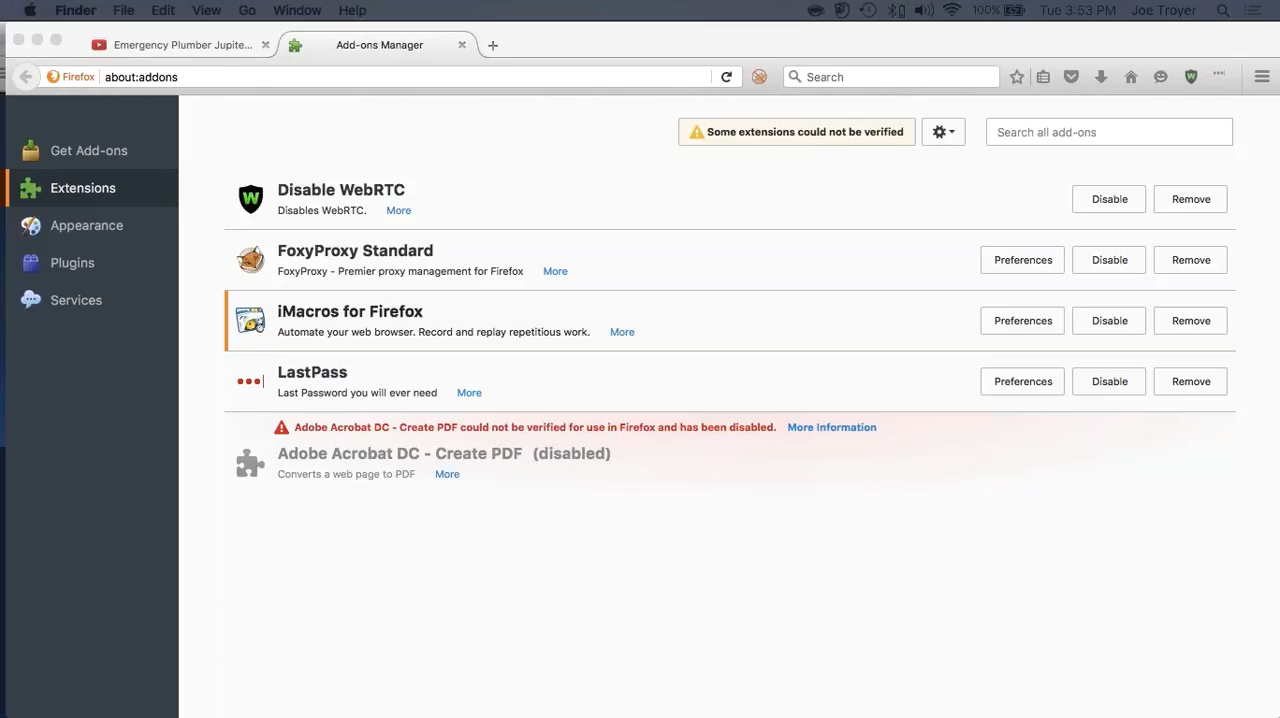 Finder File Edit View Go Window Help 100% Tue 3:53 PM Joe Troyer
Emergency Plumber Jupite... Add-ons Manager
Firefox about:addons Search
Some extensions could not be verified Search all add-ons
Get Add-ons
Extensions
Appearance
Plugins
Services
Disable WebRTC
Disables WebRTC. More
Disable Remove
FoxyProxy Standard
FoxyProxy - Premier proxy management for Firefox More
Preferences Disable Remove
iMacros for Firefox
Automate your web browser. Record and replay repetitious work. More
Preferences Disable Remove
LastPass
Last Password you will ever need More
Preferences Disable Remove
Adobe Acrobat DC - Create PDF could not be verified for use in Firefox and has been disabled. More Information
Adobe Acrobat DC - Create PDF (disabled)
Converts a web page to PDF More